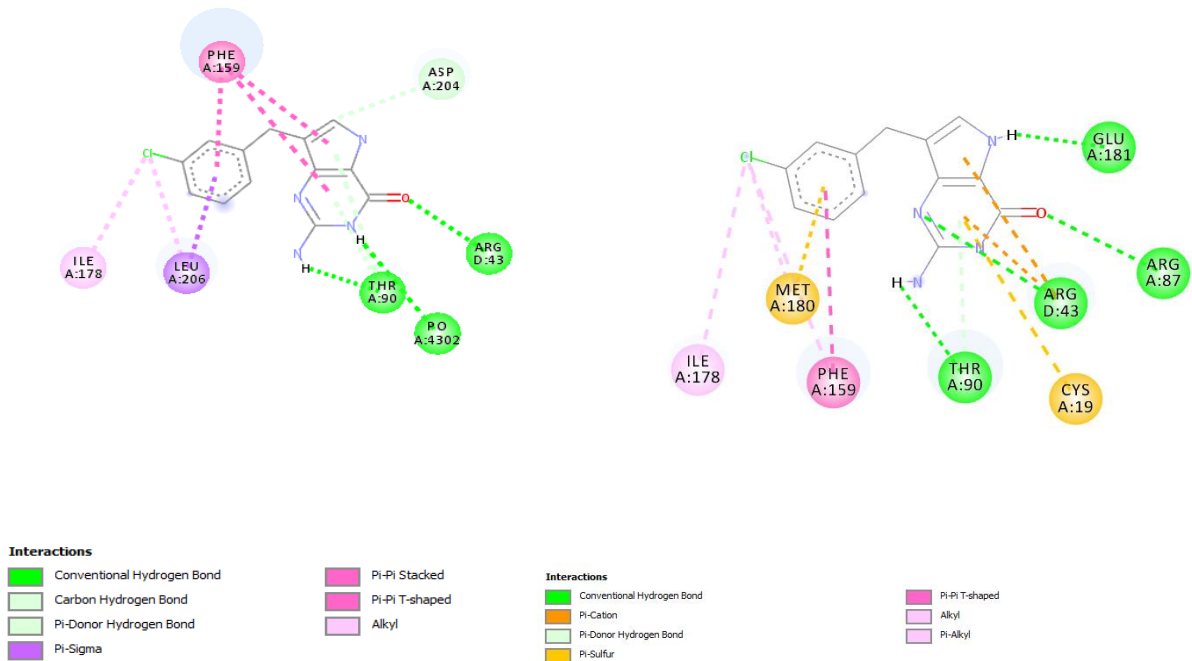 PHE
A:159
ASP
A:204
Cl
N
N
N
H
O
N
H
ILE
A:178
LEU
A:206
THR
A:90
ARG
D:43
PO
A:4302
Cl
N
H
GLU
A:181
N
O
N
H
N
ARG
A:87
MET
A:180
ARG
D:43
ILE
A:178
PHE
A:159
THR
A:90
CYS
A:19
Interactions
Conventional Hydrogen Bond
Carbon Hydrogen Bond
Pi-Donor Hydrogen Bond
Pi-Sigma
Pi-Pi Stacked
Pi-Pi T-shaped
Alkyl
Interactions
Conventional Hydrogen Bond
Pi-Cation
Pi-Donor Hydrogen Bond
Pi-Sulfur
Pi-Pi T-shaped
Alkyl
Pi-Alkyl